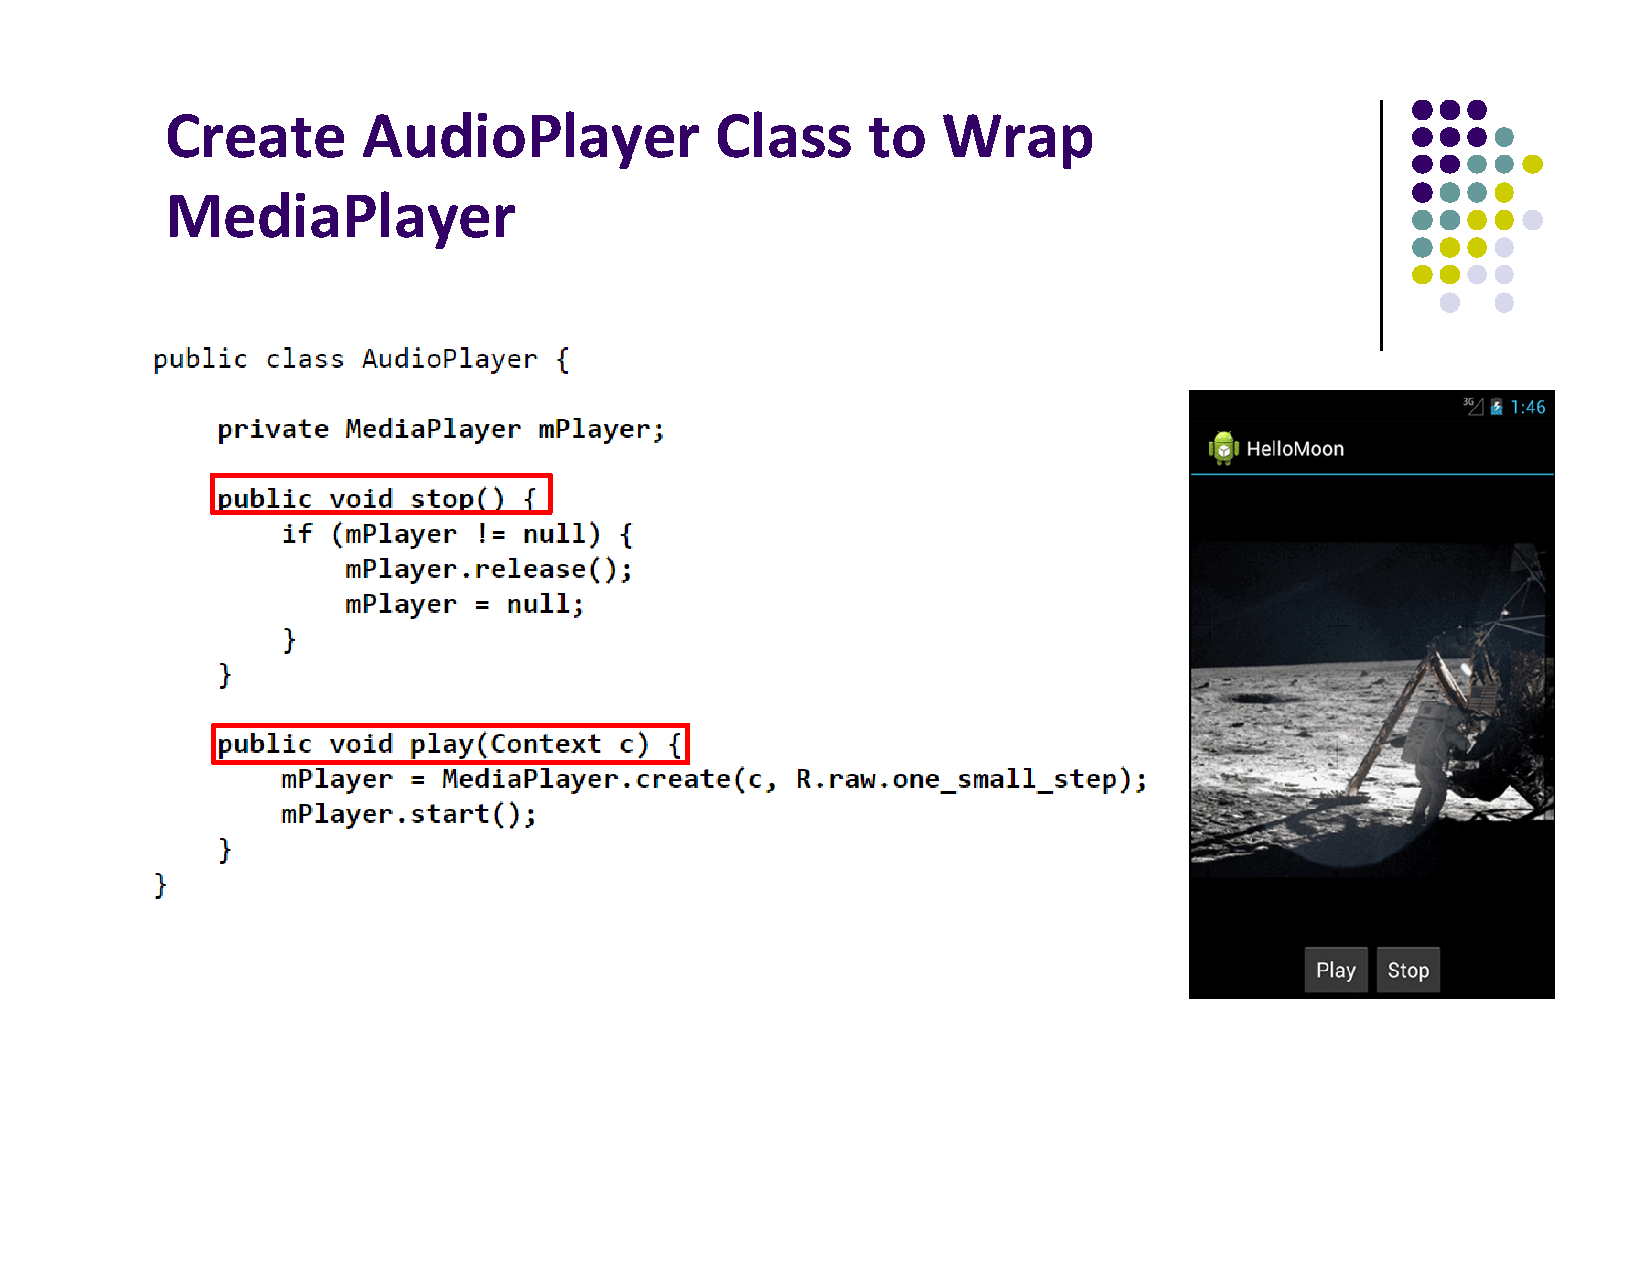 Create AudioPlayer Class to Wrap
MediaPlayer
public class AudioPlayer {
private MediaPlayer mPlayer;
public void stop() {
if (mPlayer != null) {
mPlayer.release();
mPlayer = null;
}
}
public void play(Context c) {
mPlayer = MediaPlayer.create(c, R.raw.one_small_step);
mPlayer.start();
}
}
3G 1:46
HelloMoon
Play Stop